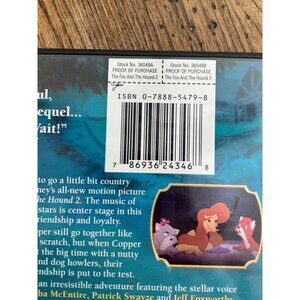 Stock No. 36049A
PROOF OF PURCHASE
The Fox And The Hound 2
Stock No. 36049B
PROOF OF PURCHASE
The Fox And The Hound 2
ISBN 0-7888-5479-8
7 86936 24346 8
ul,
equel...
Wait!"
to go a little bit country
ney's all-new motion picture
he Hound 2. The music of
stars is center stage in this
riendship and loyalty.
pper still go together like
scratch, but when Copper
t the big time with a nutty
nd dog howlers, their
ndship is put to the test.
an irresistible adventure featuring the stellar voice
ba McEntire, Patrick Swayze and Jeff Foxworthy